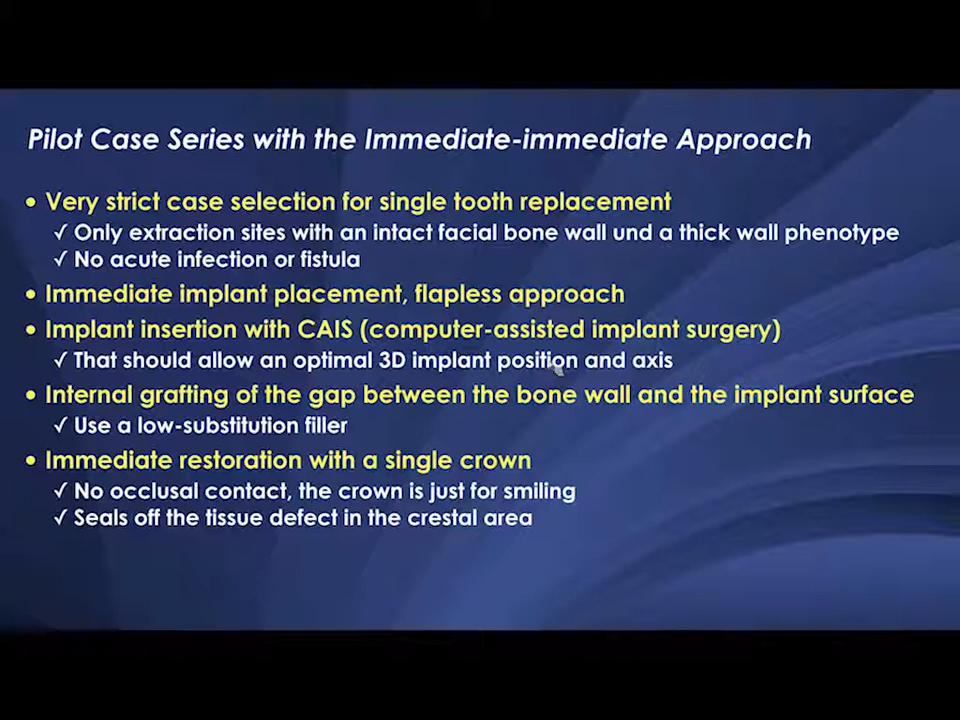 Pilot Case Series with the Immediate-immediate Approach
• Very strict case selection for single tooth replacement
✓ Only extraction sites with an intact facial bone wall und a thick wall phenotype
✓ No acute infection or fistula
• Immediate implant placement, flapless approach
• Implant insertion with CAIS (computer-assisted implant surgery)
✓ That should allow an optimal 3D implant position and axis
• Internal grafting of the gap between the bone wall and the implant surface
✓ Use a low-substitution filler
• Immediate restoration with a single crown
✓ No occlusal contact, the crown is just for smiling
✓ Seals off the tissue defect in the crestal area